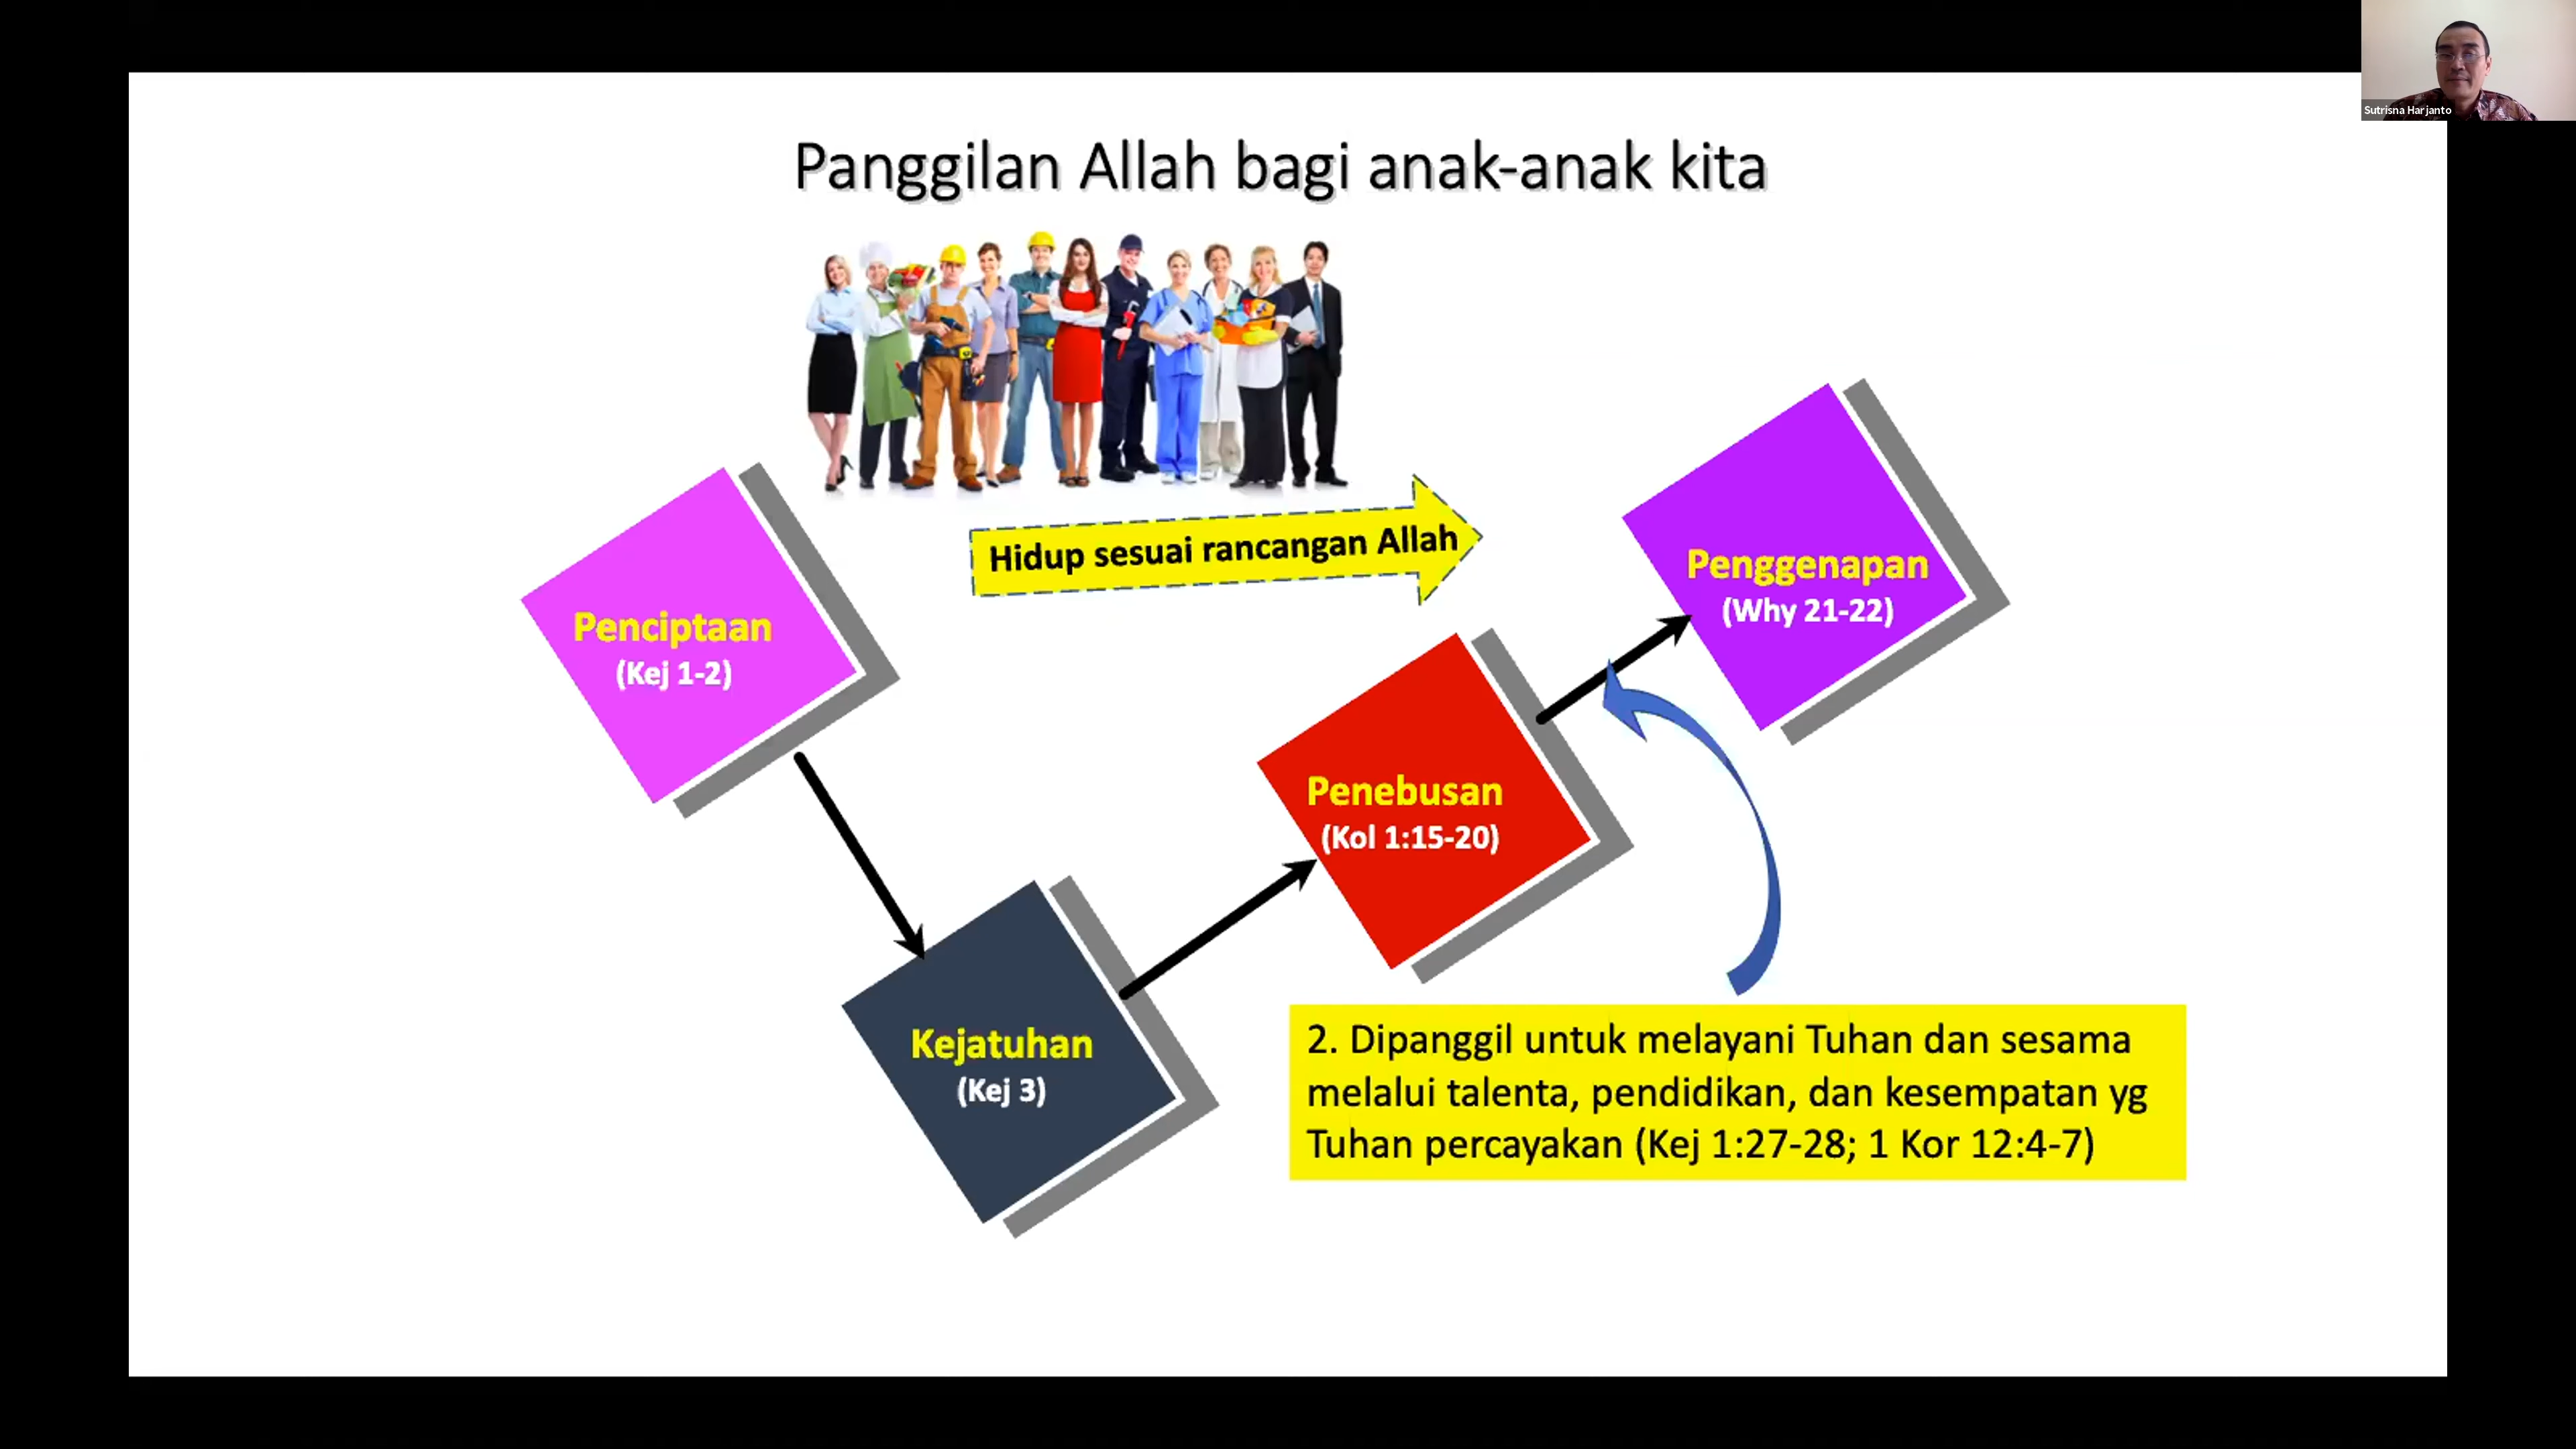 Sutrisna Harjanto
Panggilan Allah bagi anak-anak kita
Hidup sesuai rancangan Allah
Penciptaan
(Kej 1-2)
Kejatuhan
(Kej 3)
Penebusan
(Kol 1:15-20)
Penggenapan
(Why 21-22)
2. Dipanggil untuk melayani Tuhan dan sesama
melalui talenta, pendidikan, dan kesempatan yg
Tuhan percayakan (Kej 1:27-28; 1 Kor 12:4-7)